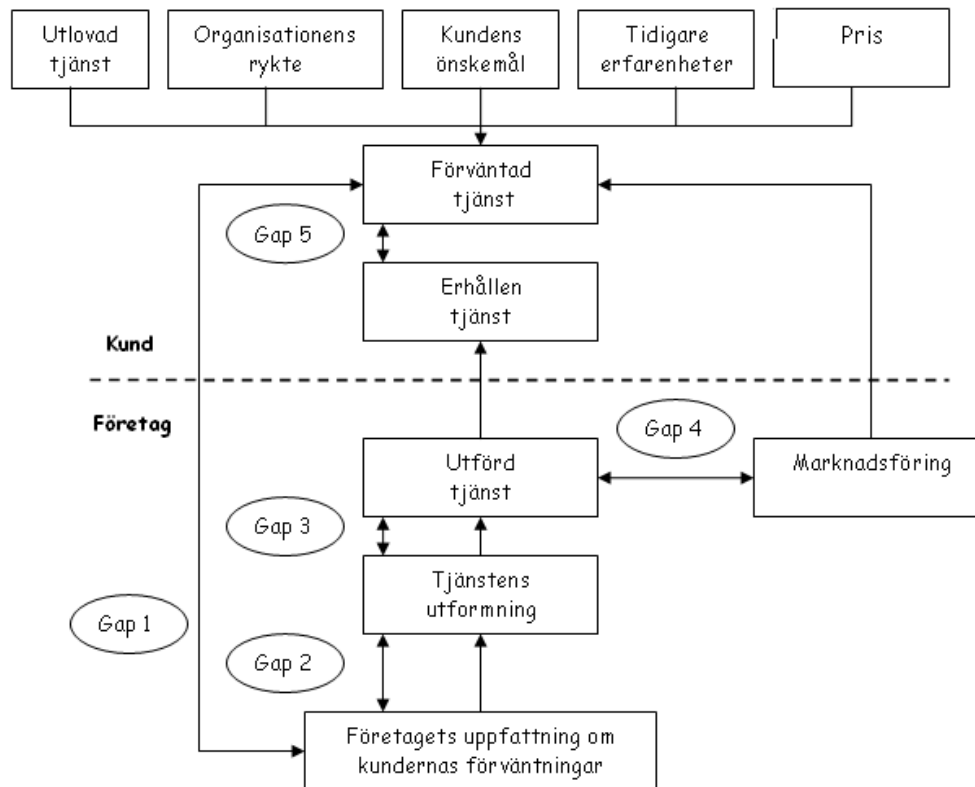 Utlovad
tjänst
Organisationens
rykte
Kundens
önskemål
Tidigare
erfarenheter
Pris
Förväntad
tjänst
Gap 5
Erhållen
tjänst
Kund
Företag
Gap 4
Utförd
tjänst
Marknadsföring
Gap 3
Tjänstens
utformning
Gap 1
Gap 2
Företagets uppfattning om
kundernas förväntningar